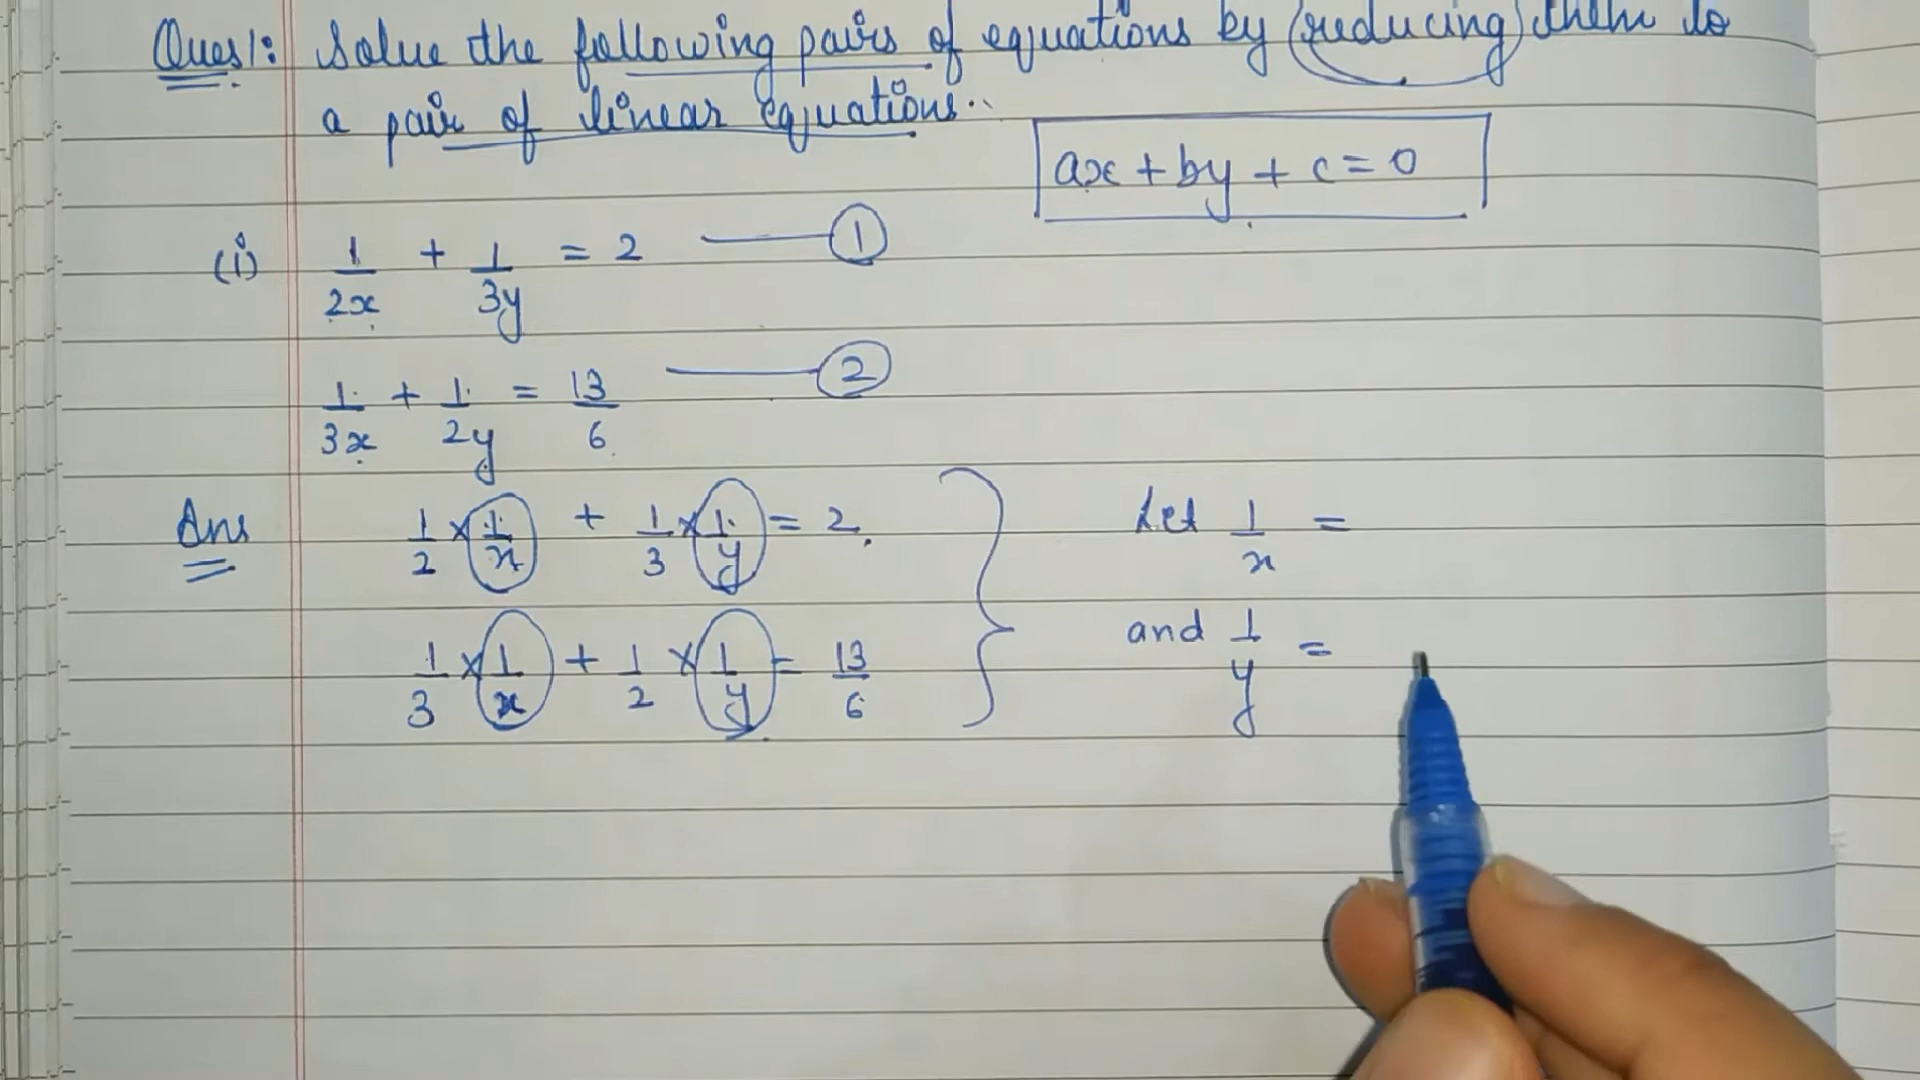 Ques1: Solve the following pairs of equations by (reducing) them to
a pair of linear equations..
ax + by + c = 0
(i) 1/2x + 1/3y = 2 —— 1
1/3x + 1/2y = 13/6 —— 2
Ans 1/2 × 1/x + 1/3 × 1/y = 2
1/3 × 1/x + 1/2 × 1/y = 13/6
Let 1/x =
and 1/y =